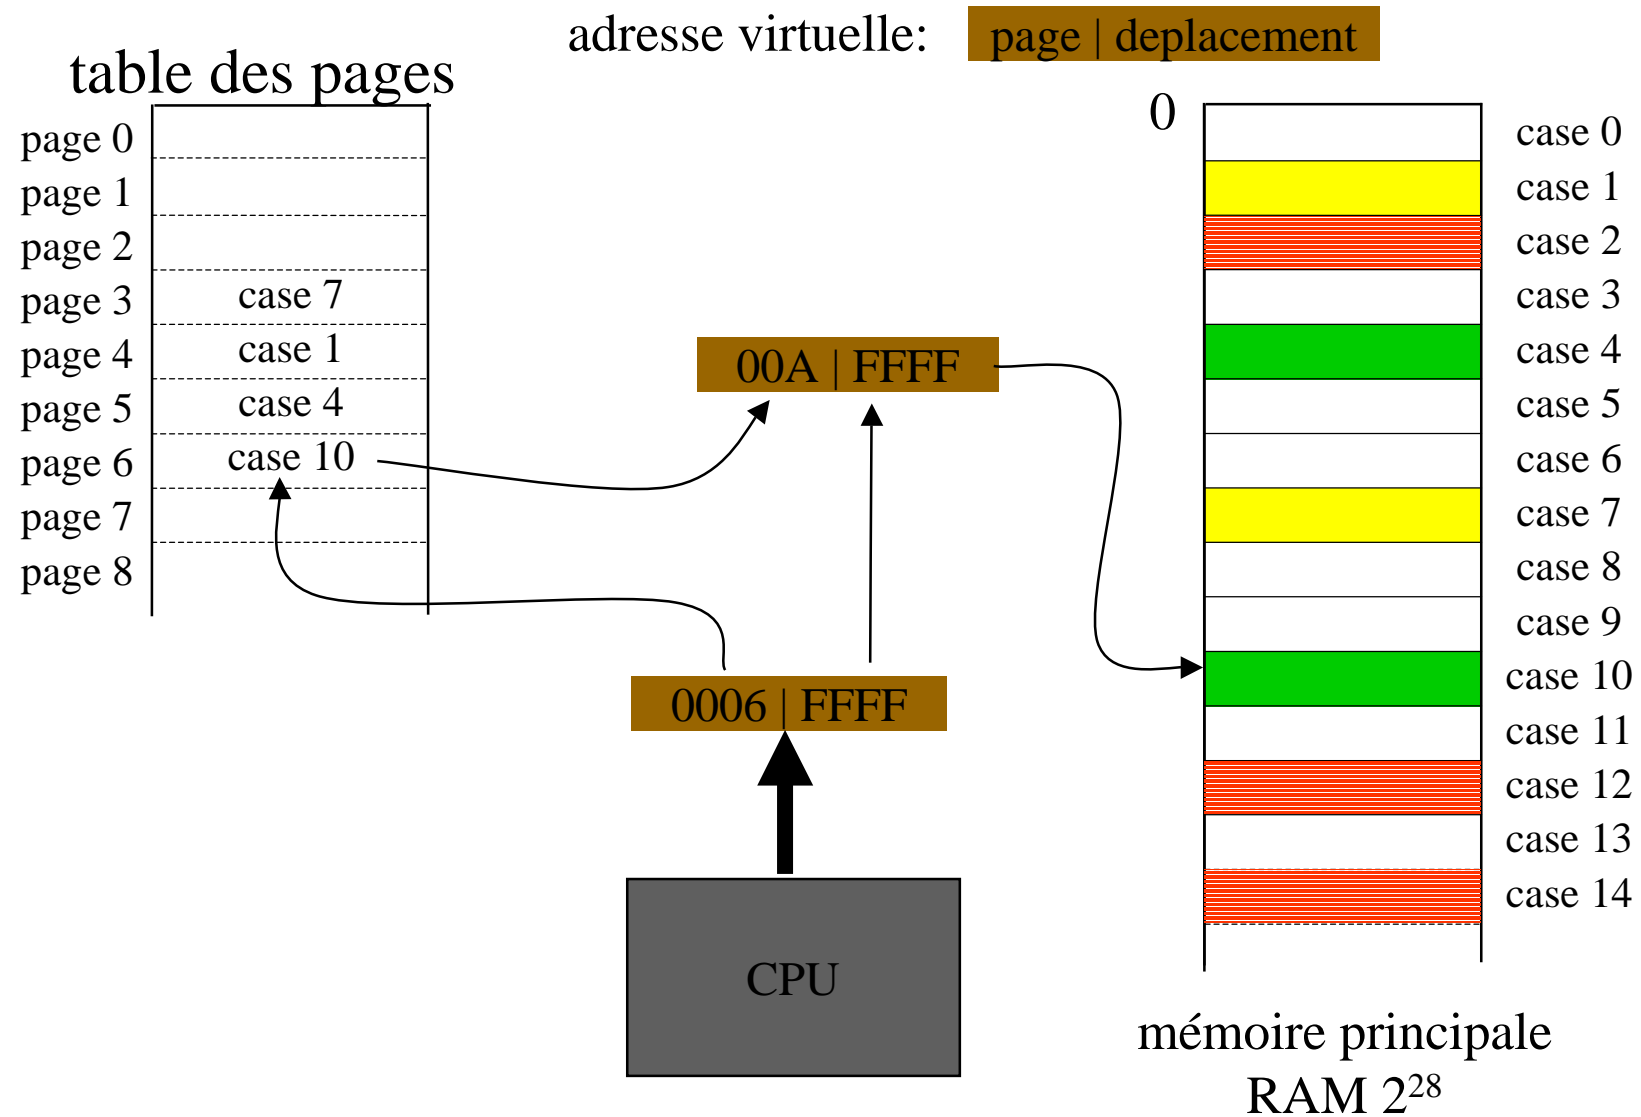 adresse virtuelle: page | deplacement
table des pages
page 0
page 1
page 2
page 3 case 7
page 4 case 1
page 5 case 4
page 6 case 10
page 7
page 8
00A | FFFF
0006 | FFFF
CPU
0
case 0
case 1
case 2
case 3
case 4
case 5
case 6
case 7
case 8
case 9
case 10
case 11
case 12
case 13
case 14
mémoire principale
RAM 2²⁸